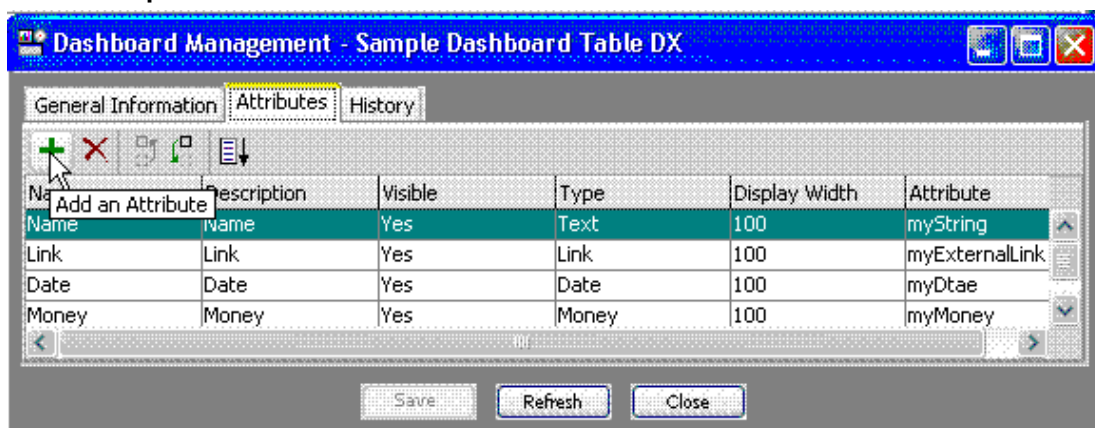 Dashboard Management - Sample Dashboard Table DX
General Information Attributes History
Na Description Visible Type Display Width Attribute
Add an Attribute
Name Name Yes Text 100 myString
Link Link Yes Link 100 myExternalLink
Date Date Yes Date 100 myDtae
Money Money Yes Money 100 myMoney
Save Refresh Close